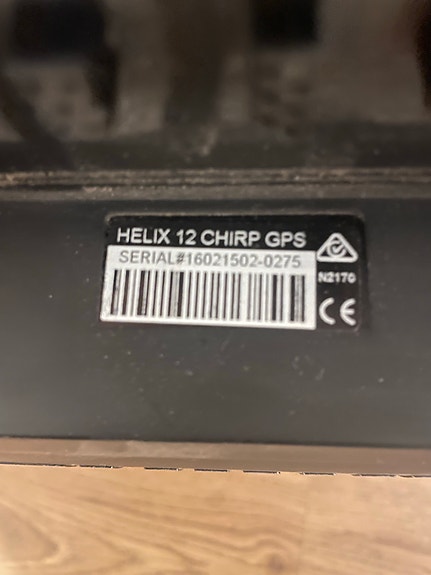 HELIX 12 CHIRP GPS
SERIAL#16021502-0275
N2170
CE